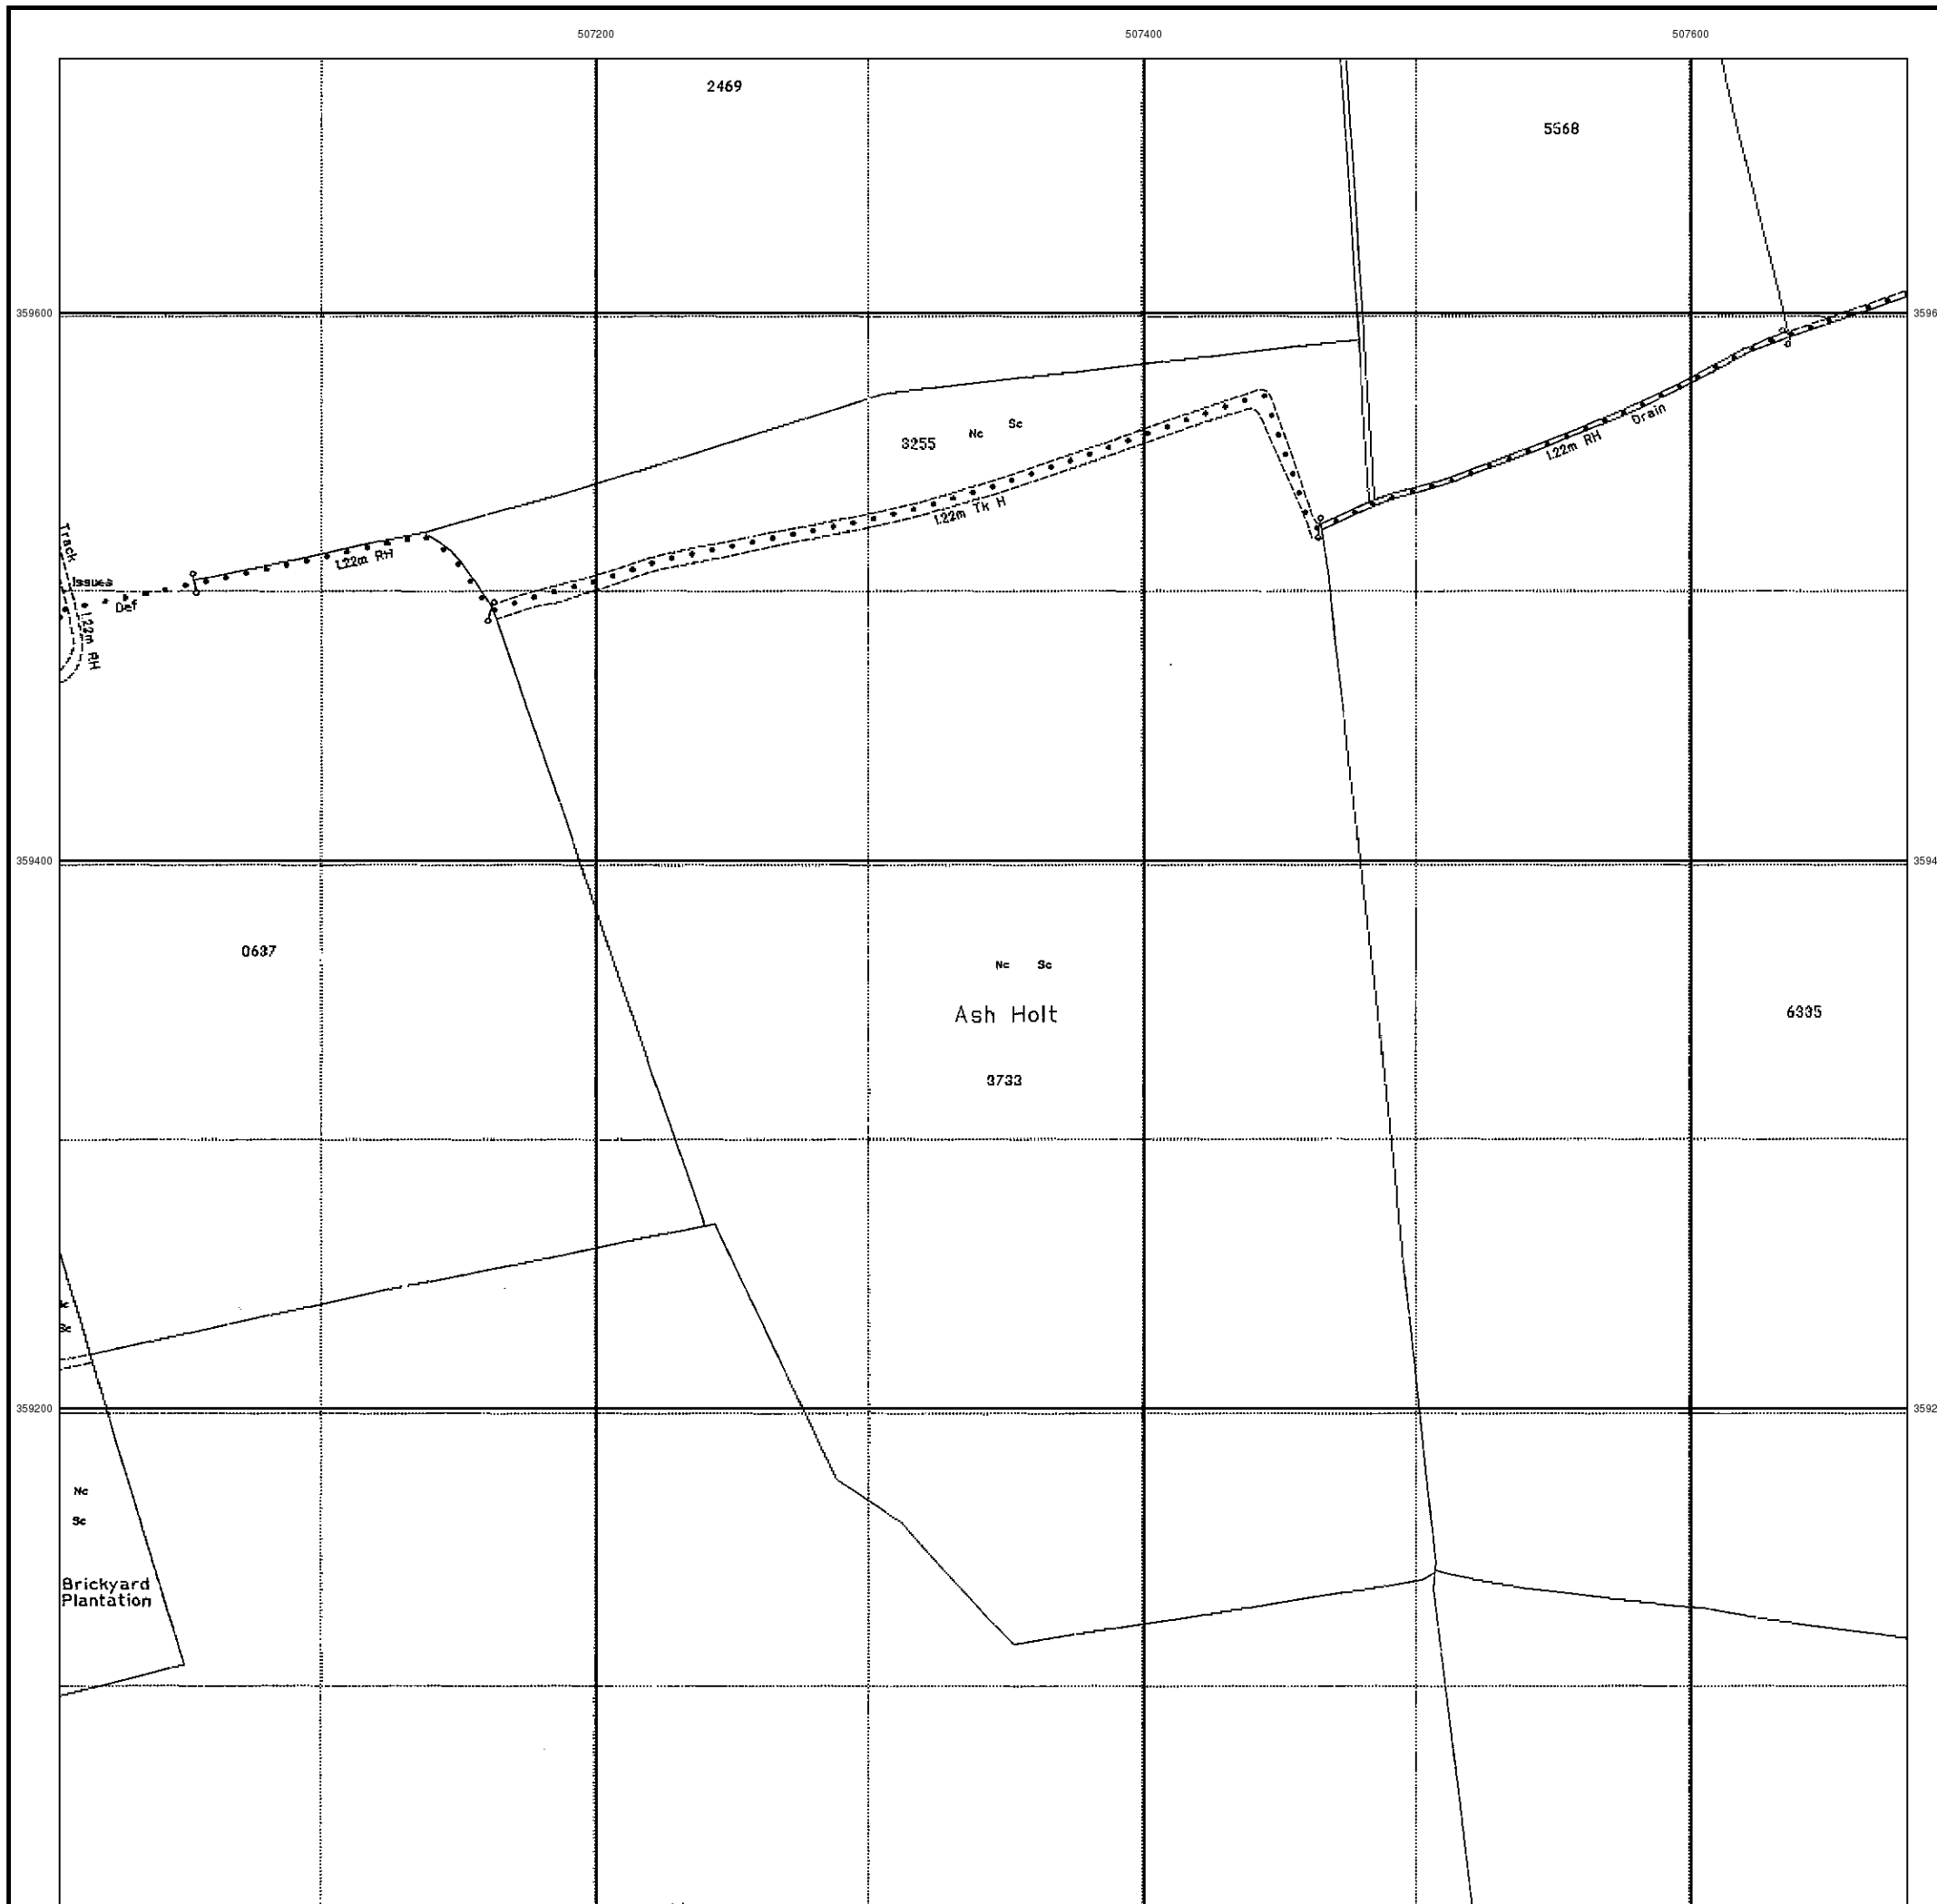 507200
507400
507600
2469
5568
359600
3596
3255
Nc
Sc
1.22m RH
Drain
1.22m Tk H
1.22m RH
Track
Issues
Def
1.22m RH
359400
3594
0637
Nc Sc
Ash Holt
6335
3733
Sc
359200
3592
Nc
Sc
Brickyard
Plantation